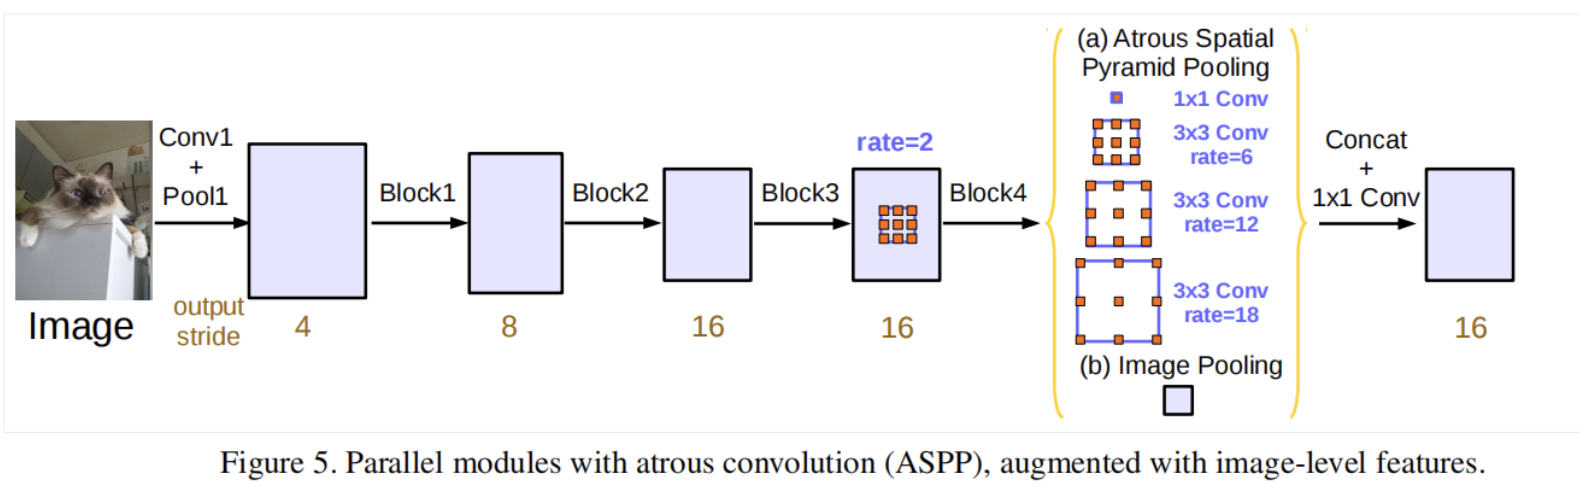 Image
Conv1
+
Pool1
output
stride
4
Block1
8
Block2
16
Block3
rate=2
16
Block4
(a) Atrous Spatial
Pyramid Pooling
1x1 Conv
3x3 Conv
rate=6
3x3 Conv
rate=12
3x3 Conv
rate=18
(b) Image Pooling
Concat
+
1x1 Conv
16
Figure 5. Parallel modules with atrous convolution (ASPP), augmented with image-level features.